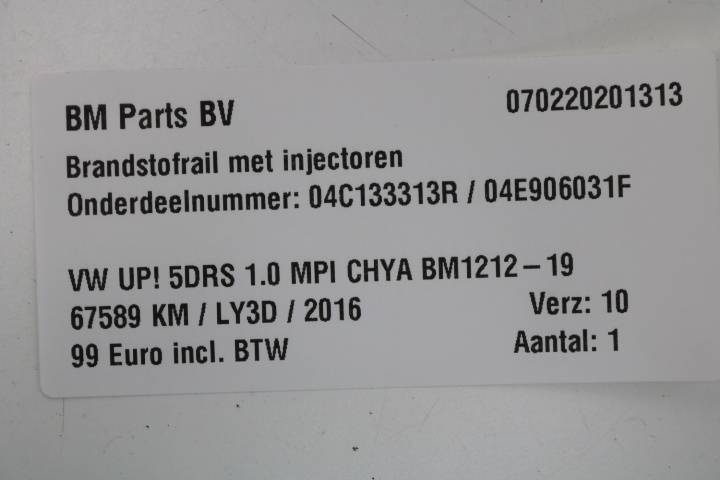 BM Parts BV 070220201313
Brandstofrail met injectoren
Onderdeelnummer: 04C133313R / 04E906031F
VW UP! 5DRS 1.0 MPI CHYA BM1212-19
67589 KM / LY3D / 2016 Verz: 10
99 Euro incl. BTW Aantal: 1